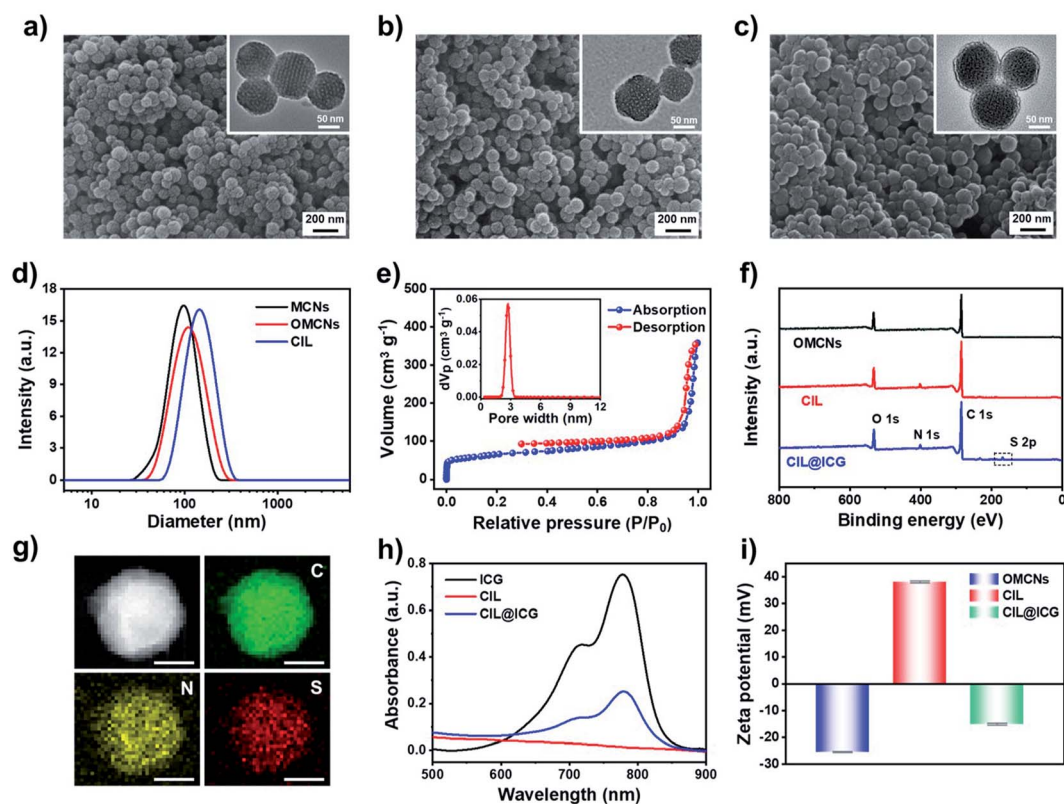 a)
50 nm
200 nm
b)
50 nm
200 nm
c)
50 nm
200 nm
d)
18
15
12
9
6
3
0
Intensity (a.u.)
MCNs
OMCNs
CIL
10
100
1000
Diameter (nm)
e)
500
400
300
200
100
0
Volume (cm³ g⁻¹)
0.06
0.04
0.02
0.00
dVp (cm³ g⁻¹)
0 3 6 9 12
Pore width (nm)
Absorption
Desorption
0.0 0.2 0.4 0.6 0.8 1.0
Relative pressure (P/P₀)
f)
Intensity (a.u.)
OMCNs
CIL
O 1s
N 1s
C 1s
S 2p
CIL@ICG
800 600 400 200 0
Binding energy (eV)
g)
C
N
S
h)
0.8
0.6
0.4
0.2
0.0
Absorbance (a.u.)
ICG
CIL
CIL@ICG
500 600 700 800 900
Wavelength (nm)
i)
40
30
20
10
0
-10
-20
-30
Zeta potential (mV)
OMCNs
CIL
CIL@ICG